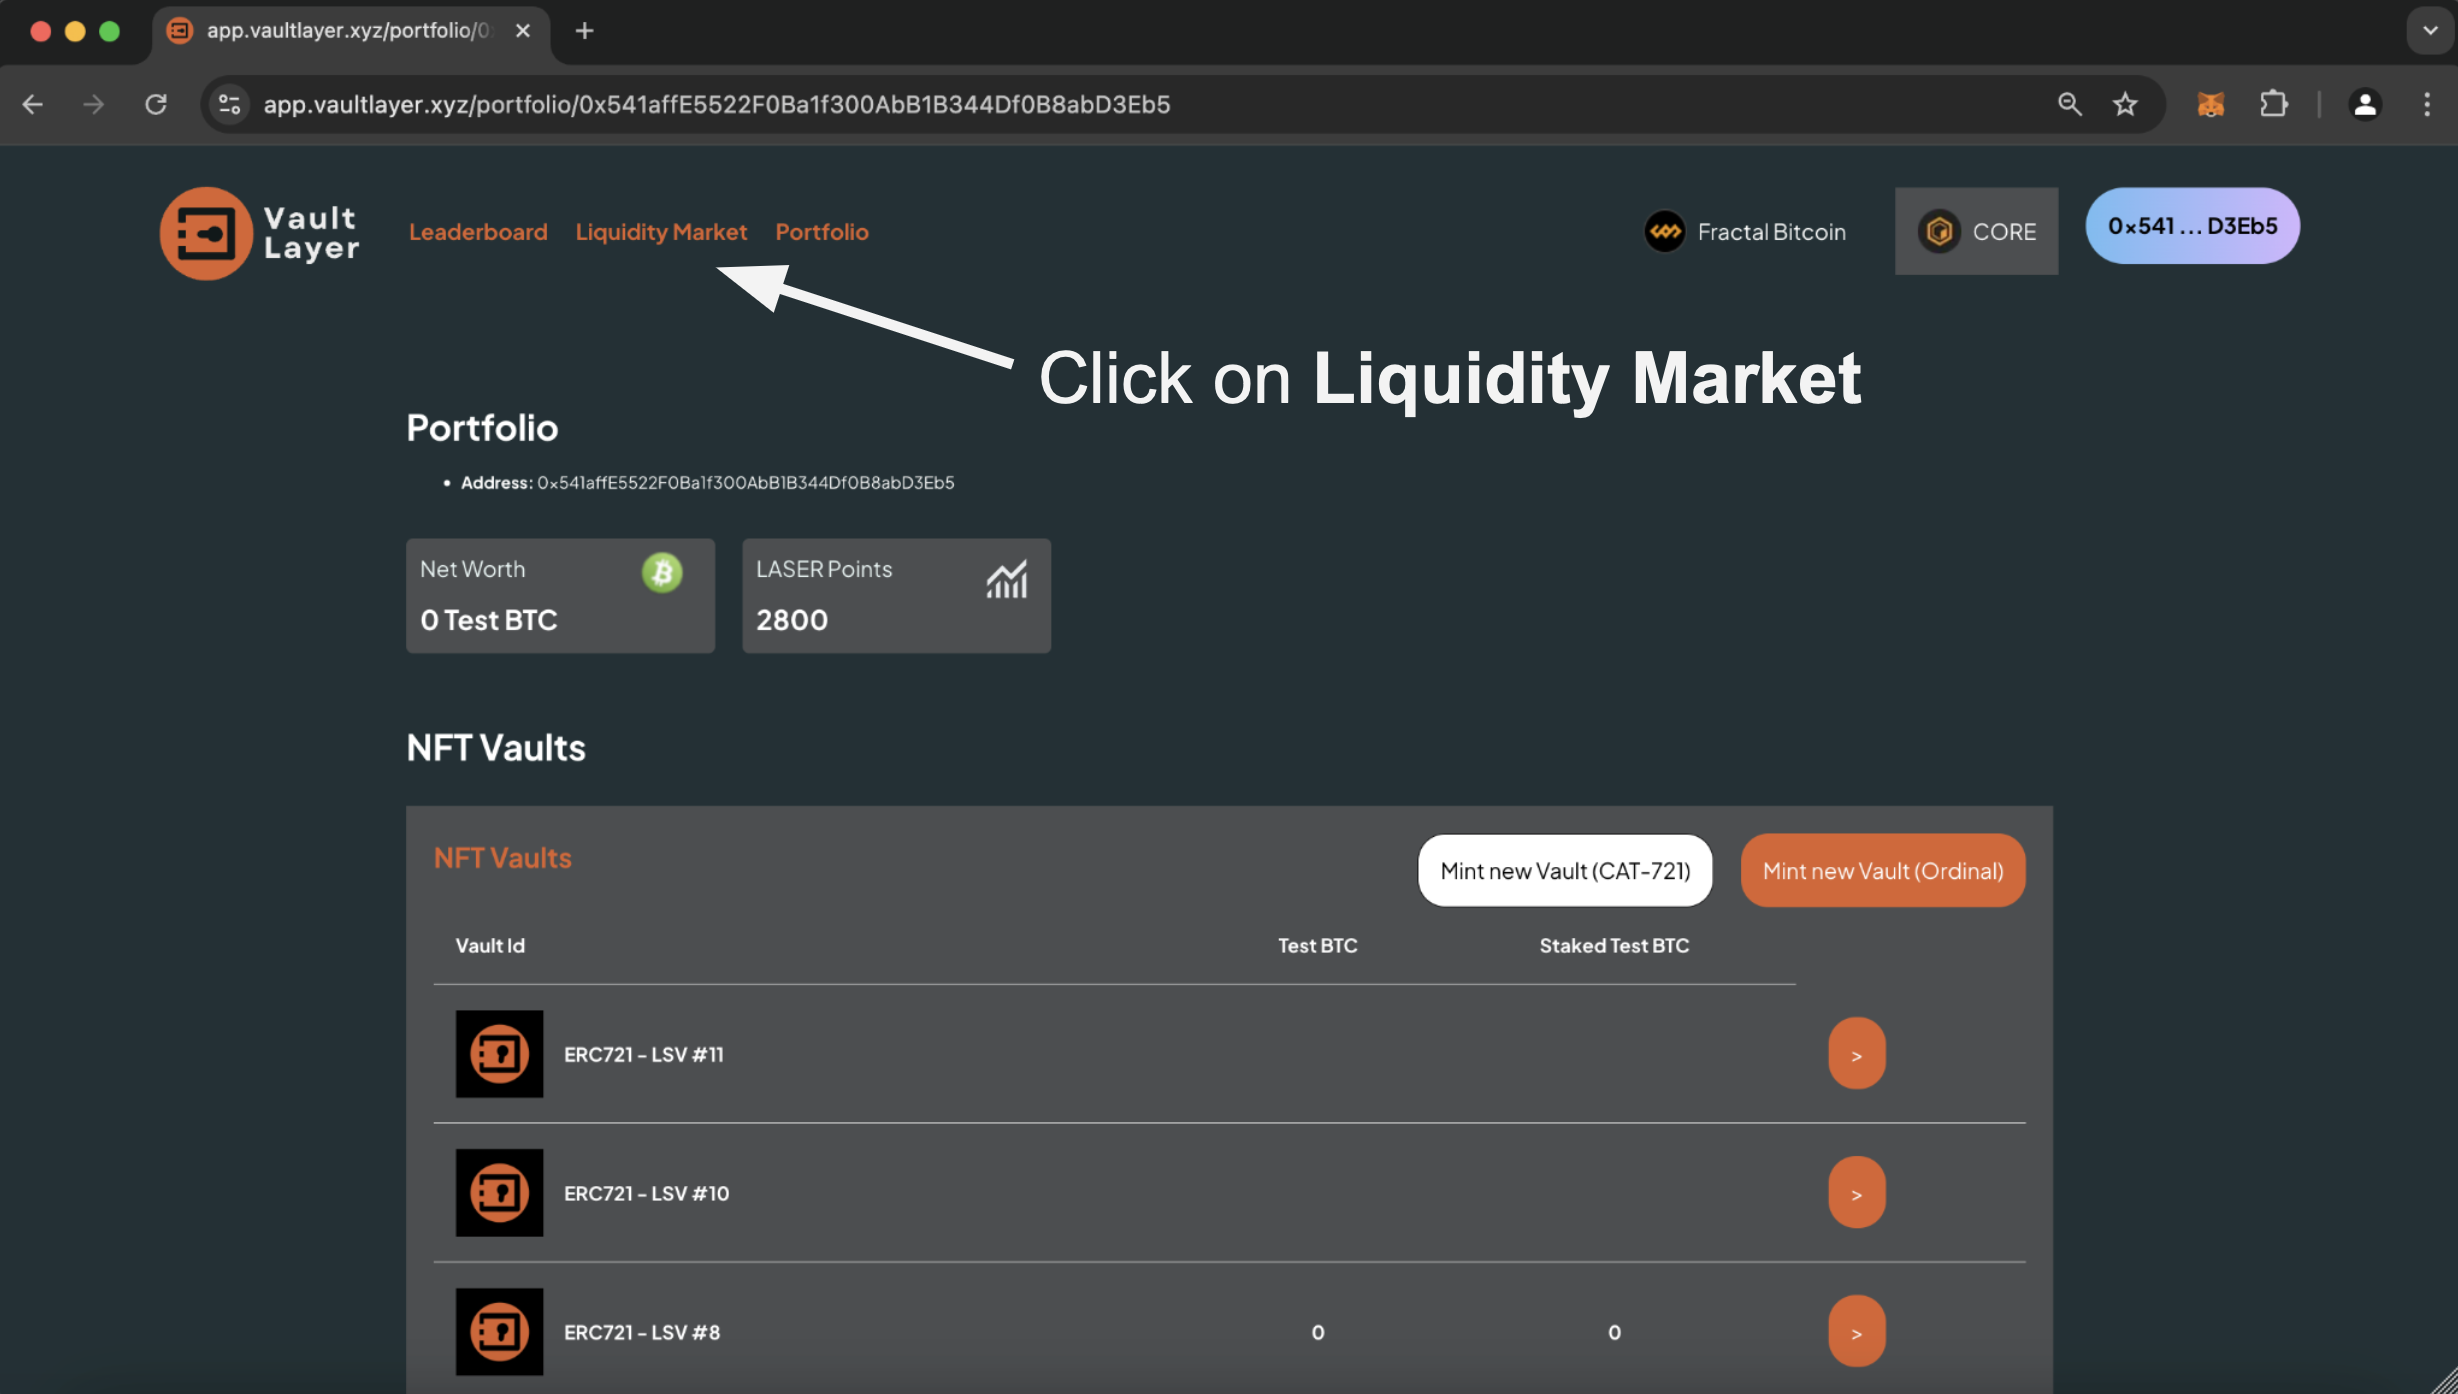 app.vaultlayer.xyz/portfolio/0
app.vaultlayer.xyz/portfolio/0x541affE5522F0Ba1f300AbB1B344Df0B8abD3Eb5
Vault
Layer
Leaderboard Liquidity Market Portfolio
Fractal Bitcoin
CORE
0x541 ... D3Eb5
Click on Liquidity Market
Portfolio
• Address: 0x541affE5522F0Ba1f300AbB1B344Df0B8abD3Eb5
Net Worth
0 Test BTC
LASER Points
2800
NFT Vaults
NFT Vaults
Mint new Vault (CAT-721)
Mint new Vault (Ordinal)
Vault Id Test BTC Staked Test BTC
ERC721 - LSV #11 >
ERC721 - LSV #10 >
ERC721 - LSV #8 0 0 >